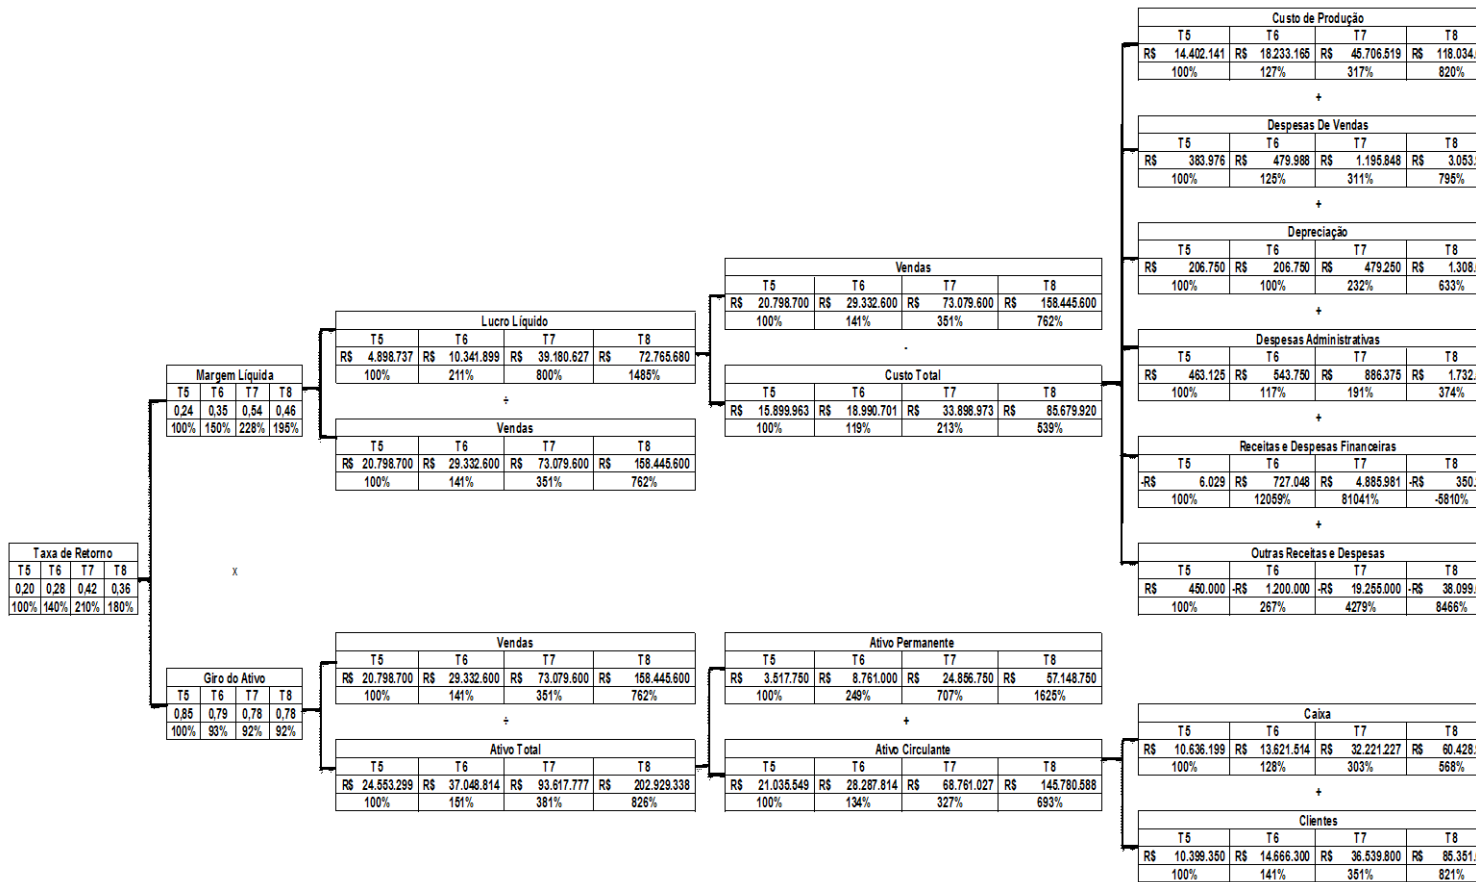 Custo de Produção
T5 T6 T7 T8
R$ 14.402.141 R$ 18.233.165 R$ 45.706.519 R$ 118.034.
100% 127% 317% 820%
+
Despesas De Vendas
T5 T6 T7 T8
R$ 383.976 R$ 479.988 R$ 1.195.848 R$ 3.053.
100% 125% 311% 795%
+
Depreciação
T5 T6 T7 T8
R$ 206.750 R$ 206.750 R$ 479.250 R$ 1.308.
100% 100% 232% 633%
+
Despesas Administrativas
T5 T6 T7 T8
R$ 463.125 R$ 543.750 R$ 886.375 R$ 1.732.
100% 117% 191% 374%
+
Receitas e Despesas Financeiras
T5 T6 T7 T8
-R$ 6.029 R$ 727.048 R$ 4.885.981 -R$ 350.
100% 12059% 81041% -5810%
+
Outras Receitas e Despesas
T5 T6 T7 T8
R$ 450.000 -R$ 1.200.000 -R$ 19.255.000 -R$ 38.099.
100% 267% 4279% 8466%
Vendas
T5 T6 T7 T8
R$ 20.798.700 R$ 29.332.600 R$ 73.079.600 R$ 158.445.600
100% 141% 351% 762%
-
Custo Total
T5 T6 T7 T8
R$ 15.899.963 R$ 18.990.701 R$ 33.898.973 R$ 85.679.920
100% 119% 213% 539%
Lucro Líquido
T5 T6 T7 T8
R$ 4.898.737 R$ 10.341.899 R$ 39.180.627 R$ 72.765.680
100% 211% 800% 1485%
÷
Vendas
T5 T6 T7 T8
R$ 20.798.700 R$ 29.332.600 R$ 73.079.600 R$ 158.445.600
100% 141% 351% 762%
Margem Líquida
T5 T6 T7 T8
0,24 0,35 0,54 0,46
100% 150% 228% 195%
Taxa de Retorno
T5 T6 T7 T8
0,20 0,28 0,42 0,36
100% 140% 210% 180%
x
Giro do Ativo
T5 T6 T7 T8
0,85 0,79 0,78 0,78
100% 93% 92% 92%
Vendas
T5 T6 T7 T8
R$ 20.798.700 R$ 29.332.600 R$ 73.079.600 R$ 158.445.600
100% 141% 351% 762%
÷
Ativo Total
T5 T6 T7 T8
R$ 24.553.299 R$ 37.048.814 R$ 93.617.777 R$ 202.929.338
100% 151% 381% 826%
Ativo Permanente
T5 T6 T7 T8
R$ 3.517.750 R$ 8.761.000 R$ 24.856.750 R$ 57.148.750
100% 249% 707% 1625%
+
Ativo Circulante
T5 T6 T7 T8
R$ 21.035.549 R$ 28.287.814 R$ 68.761.027 R$ 145.780.588
100% 134% 327% 693%
Caixa
T5 T6 T7 T8
R$ 10.636.199 R$ 13.621.514 R$ 32.221.227 R$ 60.428.
100% 128% 303% 568%
+
Clientes
T5 T6 T7 T8
R$ 10.399.350 R$ 14.666.300 R$ 36.539.800 R$ 85.351.
100% 141% 351% 821%